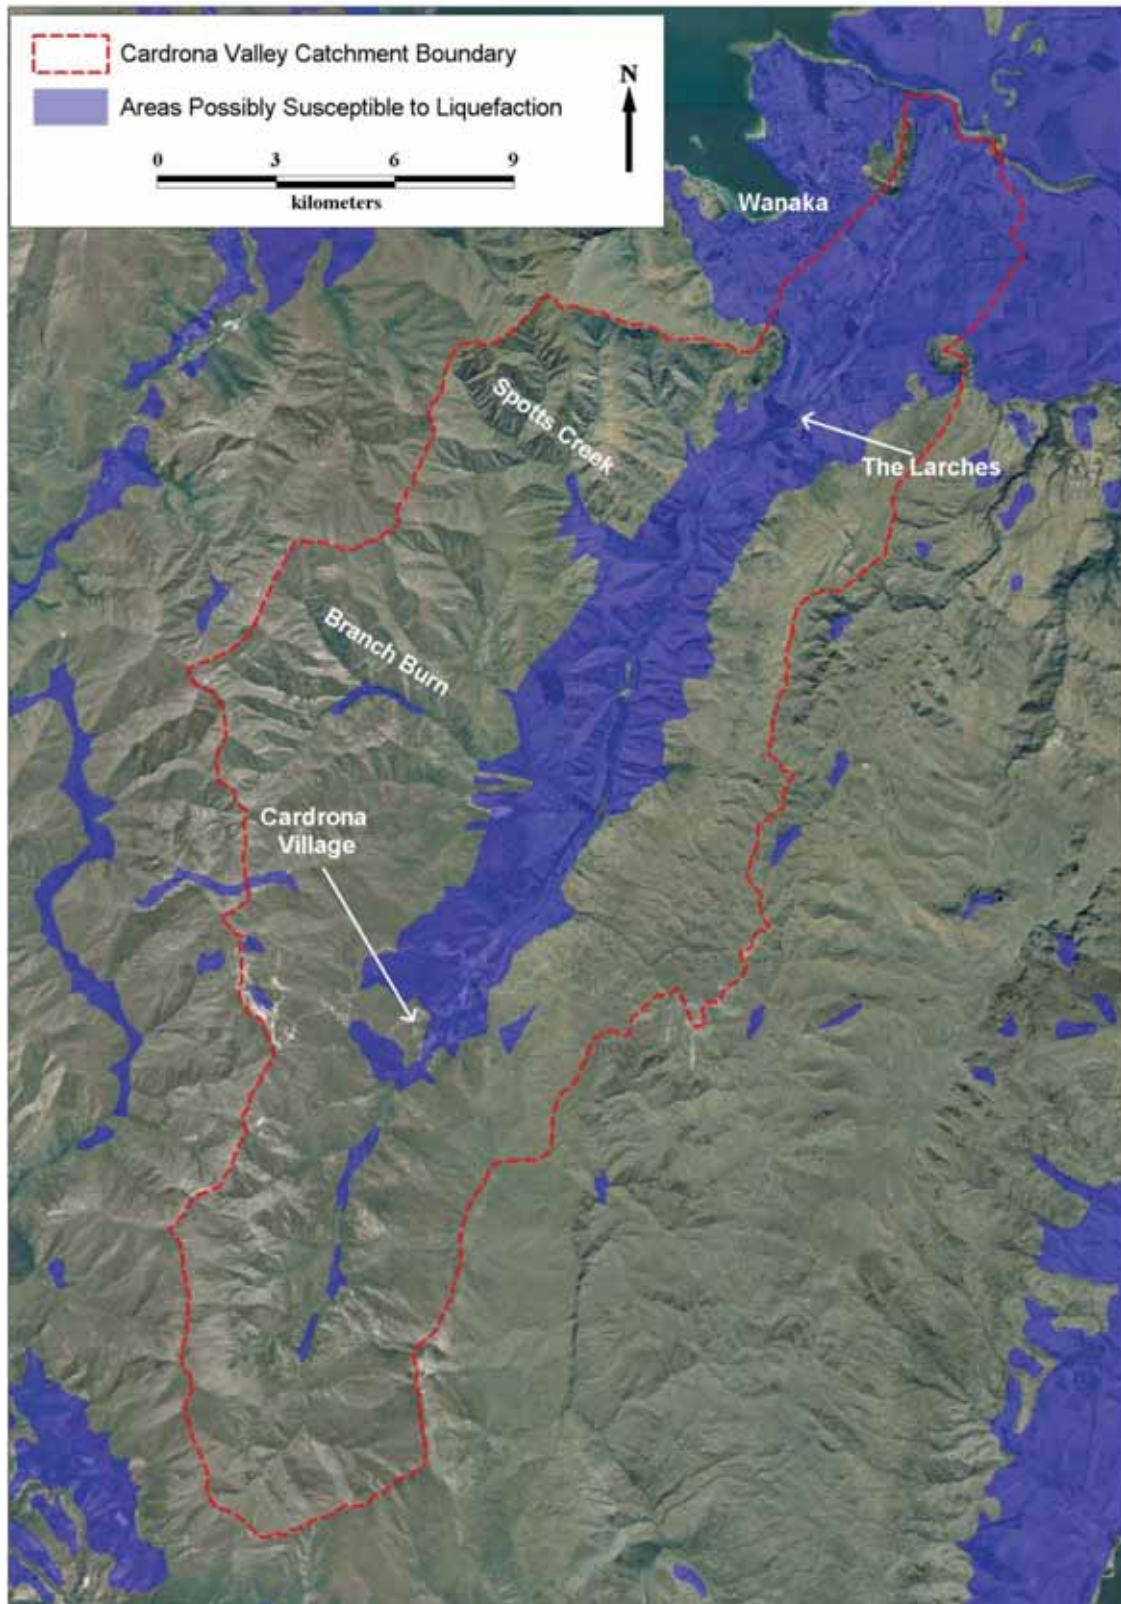 Cardrona Valley Catchment Boundary
Areas Possibly Susceptible to Liquefaction
N
0 3 6 9
kilometers
Wanaka
Spotts Creek
The Larches
Branch Burn
Cardrona
Village